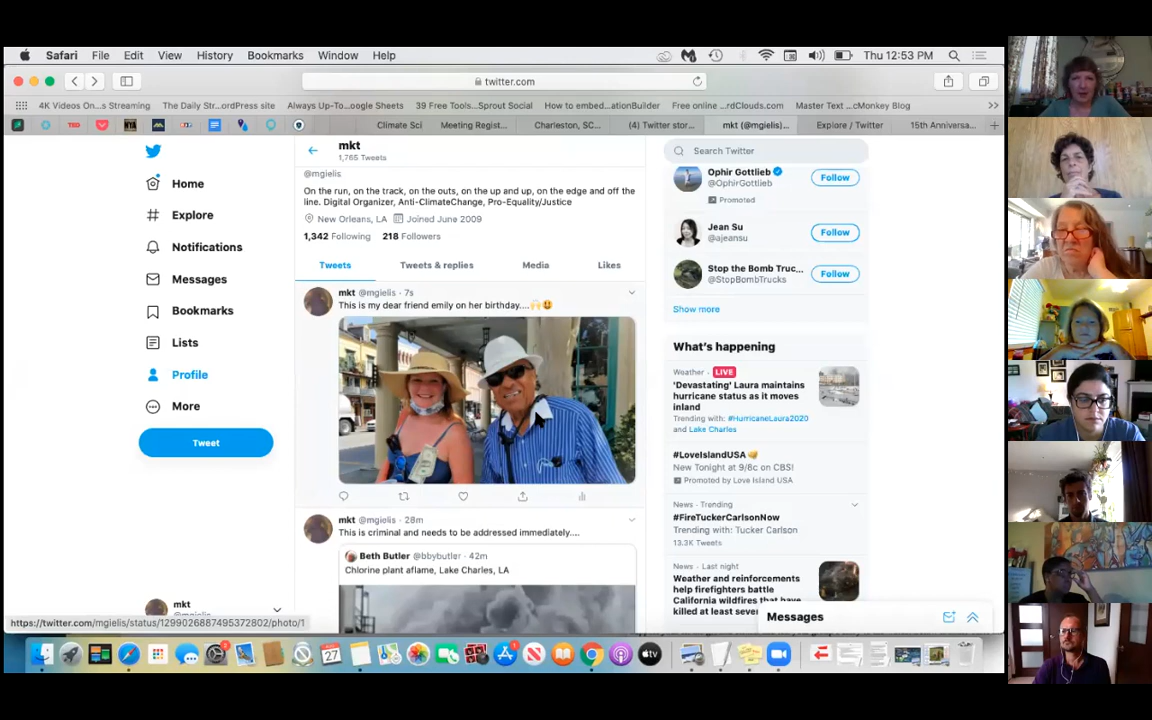 Safari File Edit View History Bookmarks Window Help Thu 12:53 PM
twitter.com
4K Videos On...s Streaming The Daily Str...ordPress site Always Up-To...oogle Sheets 39 Free Tools...Sprout Social How to embed...ationBuilder Free online ...rdClouds.com Master Text ...cMonkey Blog
TED NYA Climate Sci Meeting Regist... Charleston, SC... (4) Twitter stor... mkt (@mgielis)... Explore / Twitter 15th Anniversa...
Home
Explore
Notifications
Messages
Bookmarks
Lists
Profile
More
Tweet
mkt
mkt
1,765 Tweets
@mgielis
On the run, on the track, on the outs, on the up and up, on the edge and off the
line. Digital Organizer, Anti-ClimateChange, Pro-Equality/Justice
New Orleans, LA Joined June 2009
1,342 Following 218 Followers
Tweets Tweets & replies Media Likes
mkt @mgielis · 7s
This is my dear friend emily on her birthday....🙌😃
mkt @mgielis · 28m
This is criminal and needs to be addressed immediately....
Beth Butler @bbybutler · 42m
Chlorine plant aflame, Lake Charles, LA
Search Twitter
Ophir Gottlieb
@OphirGottlieb
Promoted
Follow
Jean Su
@ajeansu
Follow
Stop the Bomb Truc...
@StopBombTrucks
Follow
Show more
What's happening
Weather · LIVE
'Devastating' Laura maintains
hurricane status as it moves
inland
Trending with: #HurricaneLaura2020
and Lake Charles
#LoveIslandUSA
New Tonight at 9/8c on CBS!
Promoted by Love Island USA
News · Trending
#FireTuckerCarlsonNow
Trending with: Tucker Carlson
13.3K Tweets
News · Last night
Weather and reinforcements
help firefighters battle
California wildfires that have
killed at least seve
Messages
https://twitter.com/mgielis/status/1299026887495372802/photo/1
27
tv